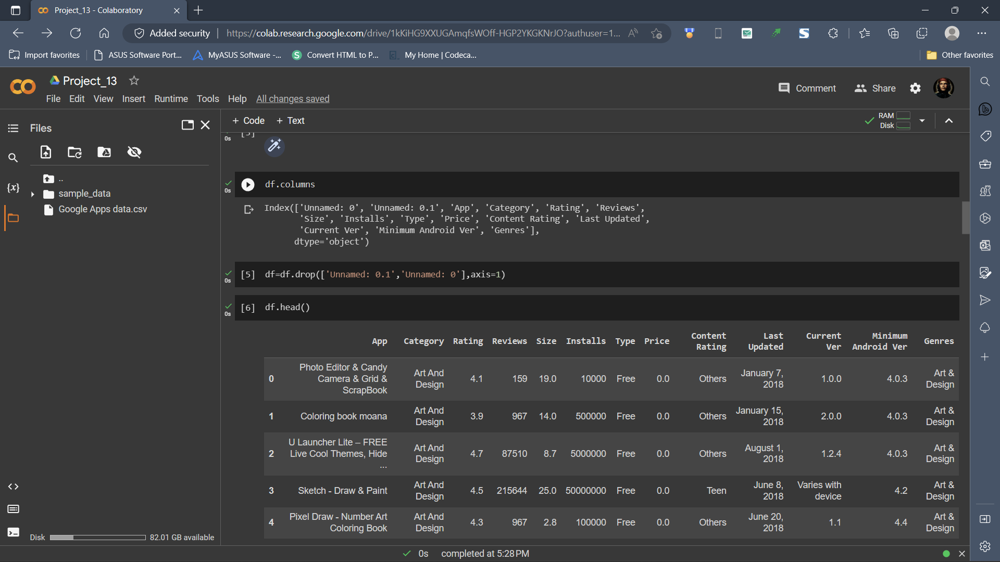 Project_13 - Colaboratory
Added security
https://colab.research.google.com/drive/1kKiHG9XXUGAmqfsWOff-HGP2YKGKNrJO?authuser=1...
Import favorites
ASUS Software Port...
MyASUS Software -...
Convert HTML to P...
My Home | Codeca...
Other favorites
Project_13
File Edit View Insert Runtime Tools Help All changes saved
Comment
Share
Files
+ Code + Text
RAM
Disk
..
sample_data
Google Apps data.csv
{x}
0s
[3]
0s
df.columns
Index(['Unnamed: 0', 'Unnamed: 0.1', 'App', 'Category', 'Rating', 'Reviews',
'Size', 'Installs', 'Type', 'Price', 'Content Rating', 'Last Updated',
'Current Ver', 'Minimum Android Ver', 'Genres'],
dtype='object')
0s
[5] df=df.drop(['Unnamed: 0.1','Unnamed: 0'],axis=1)
0s
[6] df.head()
App Category Rating Reviews Size Installs Type Price Content Rating Last Updated Current Ver Minimum Android Ver Genres
0 Photo Editor & Candy Camera & Grid & ScrapBook Art And Design 4.1 159 19.0 10000 Free 0.0 Others January 7, 2018 1.0.0 4.0.3 Art & Design
1 Coloring book moana Art And Design 3.9 967 14.0 500000 Free 0.0 Others January 15, 2018 2.0.0 4.0.3 Art & Design
2 U Launcher Lite – FREE Live Cool Themes, Hide ... Art And Design 4.7 87510 8.7 5000000 Free 0.0 Others August 1, 2018 1.2.4 4.0.3 Art & Design
3 Sketch - Draw & Paint Art And Design 4.5 215644 25.0 50000000 Free 0.0 Teen June 8, 2018 Varies with device 4.2 Art & Design
4 Pixel Draw - Number Art Coloring Book Art And Design 4.3 967 2.8 100000 Free 0.0 Others June 20, 2018 1.1 4.4 Art & Design
Disk 82.01 GB available
0s completed at 5:28 PM